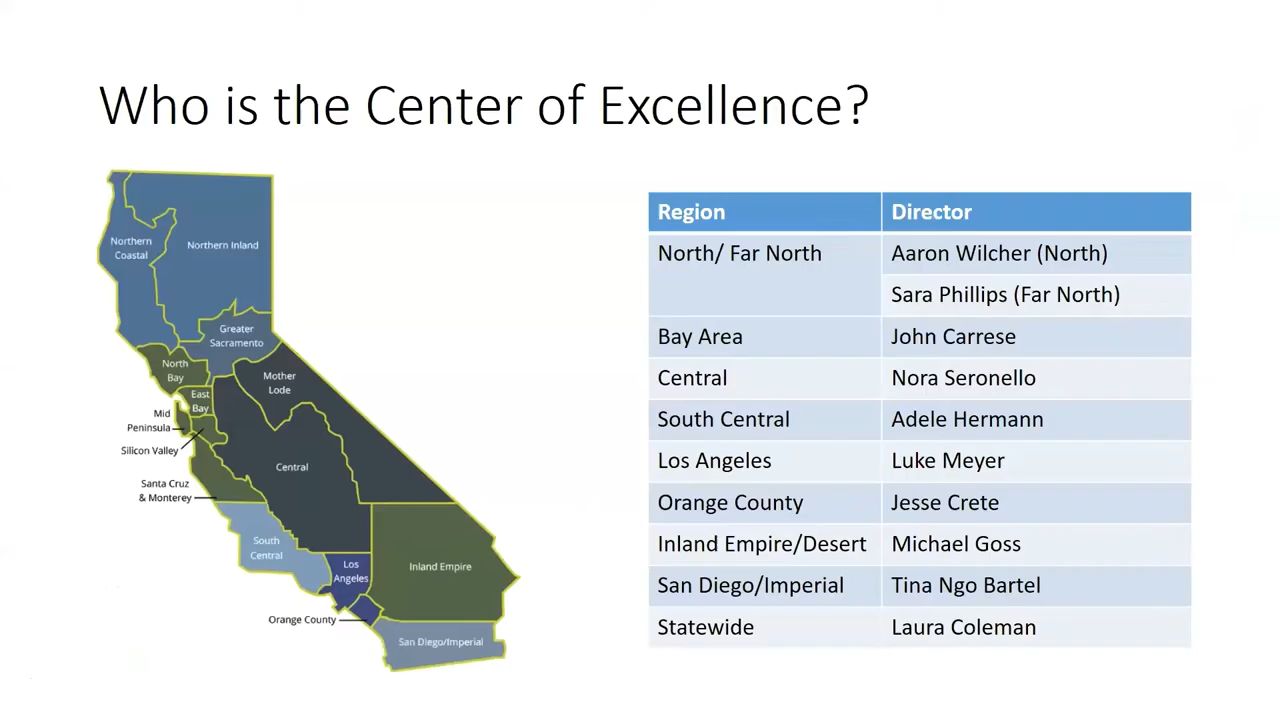 Who is the Center of Excellence?
Northern
Coastal
Northern Inland
Greater
Sacramento
North
Bay
Mother
Lode
East
Bay
Mid
Peninsula
Silicon Valley
Central
Santa Cruz
& Monterey
South
Central
Los
Angeles
Inland Empire
Orange County
San Diego/Imperial
Region Director
North/ Far North Aaron Wilcher (North)
Sara Phillips (Far North)
Bay Area John Carrese
Central Nora Seronello
South Central Adele Hermann
Los Angeles Luke Meyer
Orange County Jesse Crete
Inland Empire/Desert Michael Goss
San Diego/Imperial Tina Ngo Bartel
Statewide Laura Coleman